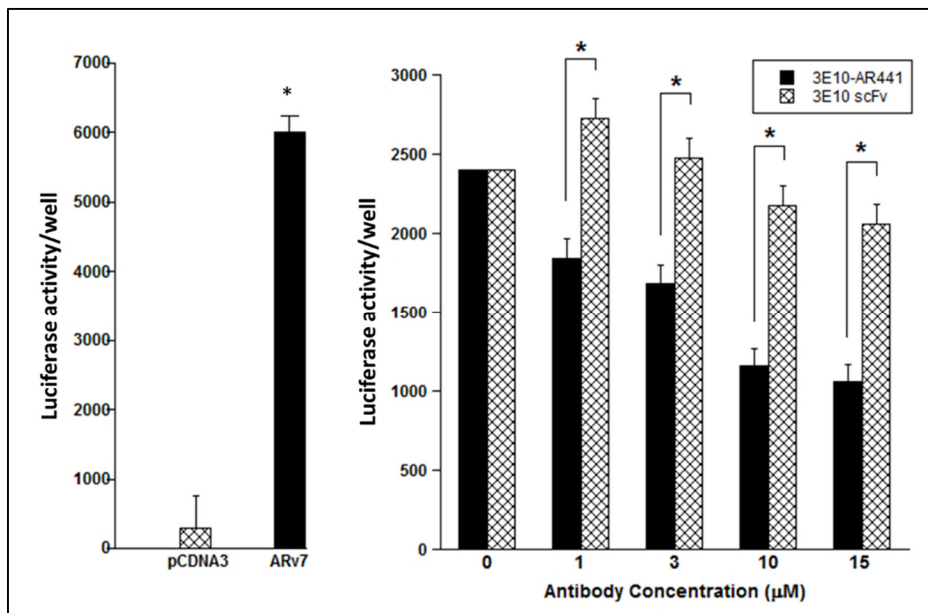 Luciferase activity/well
7000
6000
5000
4000
3000
2000
1000
0
*
pCDNA3 ARv7
Luciferase activity/well
3000
2500
2000
1500
1000
500
0
* * * *
3E10-AR441
3E10 scFv
0 1 3 10 15
Antibody Concentration (μM)